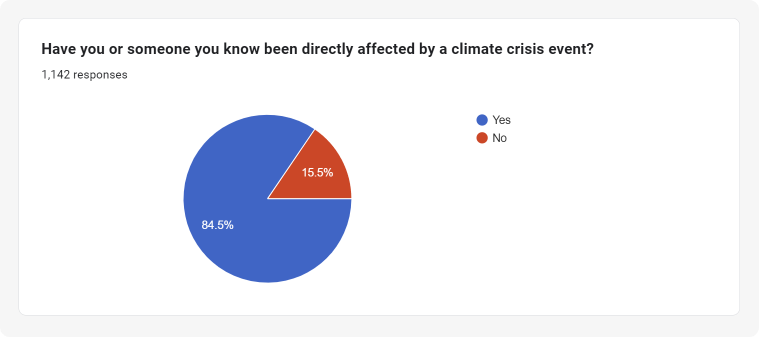 Have you or someone you know been directly affected by a climate crisis event?
1,142 responses
Yes
No
15.5%
84.5%